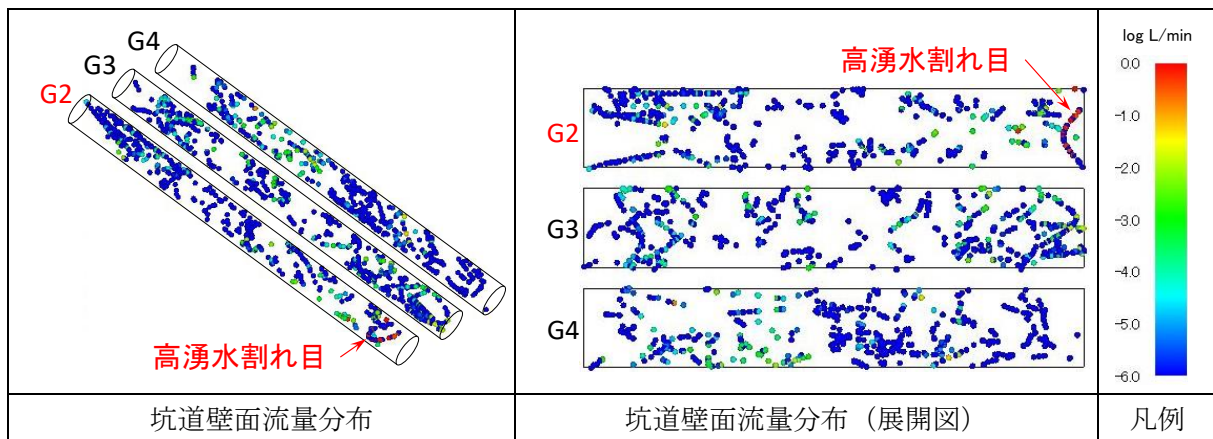 G4
G3
G2
高湧水割れ目
坑道壁面流量分布
高湧水割れ目
G2
G3
G4
坑道壁面流量分布（展開図）
log L/min
0.0
-1.0
-2.0
-3.0
-4.0
-5.0
-6.0
凡例